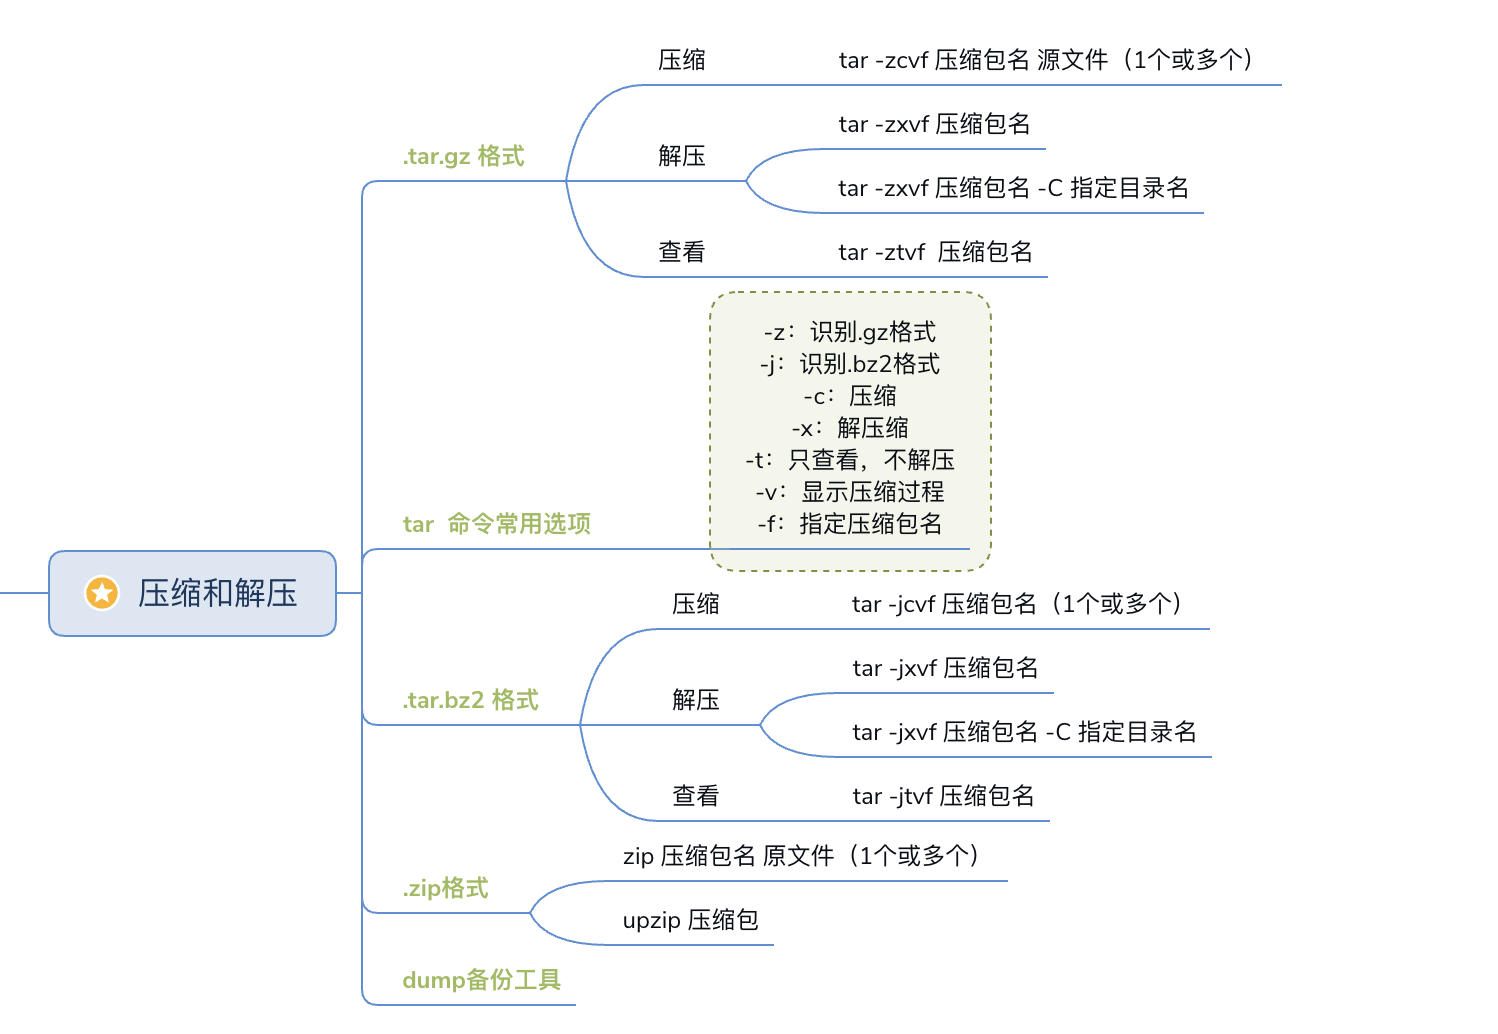 压缩和解压
.tar.gz 格式
压缩
tar -zcvf 压缩包名 源文件（1个或多个）
解压
tar -zxvf 压缩包名
tar -zxvf 压缩包名 -C 指定目录名
查看
tar -ztvf  压缩包名
tar  命令常用选项
-z：识别.gz格式
-j：识别.bz2格式
-c：压缩
-x：解压缩
-t：只查看，不解压
-v：显示压缩过程
-f：指定压缩包名
.tar.bz2 格式
压缩
tar -jcvf 压缩包名（1个或多个）
解压
tar -jxvf 压缩包名
tar -jxvf 压缩包名 -C 指定目录名
查看
tar -jtvf 压缩包名
.zip格式
zip 压缩包名 原文件（1个或多个）
upzip 压缩包
dump备份工具